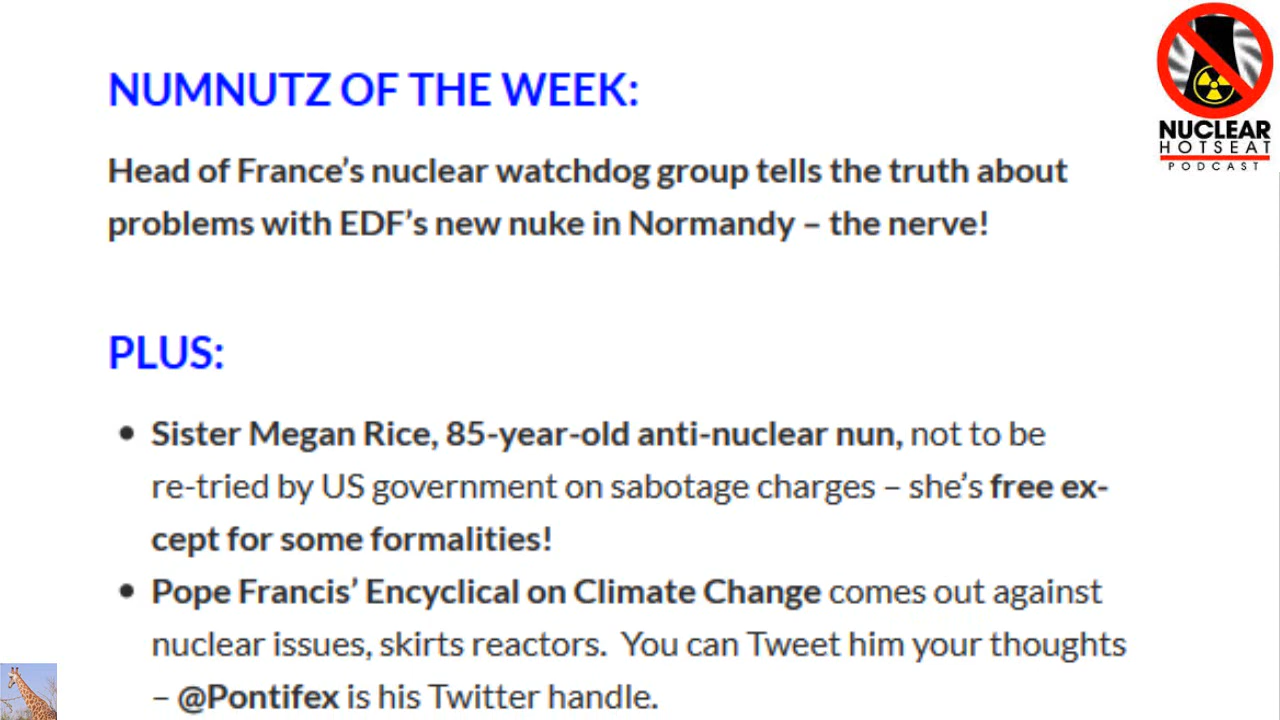 NUMNUTZ OF THE WEEK:
NUCLEAR
HOTSEAT
PODCAST
Head of France's nuclear watchdog group tells the truth about
problems with EDF's new nuke in Normandy – the nerve!
PLUS:
Sister Megan Rice, 85-year-old anti-nuclear nun, not to be
re-tried by US government on sabotage charges – she's free ex-
cept for some formalities!
Pope Francis' Encyclical on Climate Change comes out against
nuclear issues, skirts reactors.  You can Tweet him your thoughts
– @Pontifex is his Twitter handle.